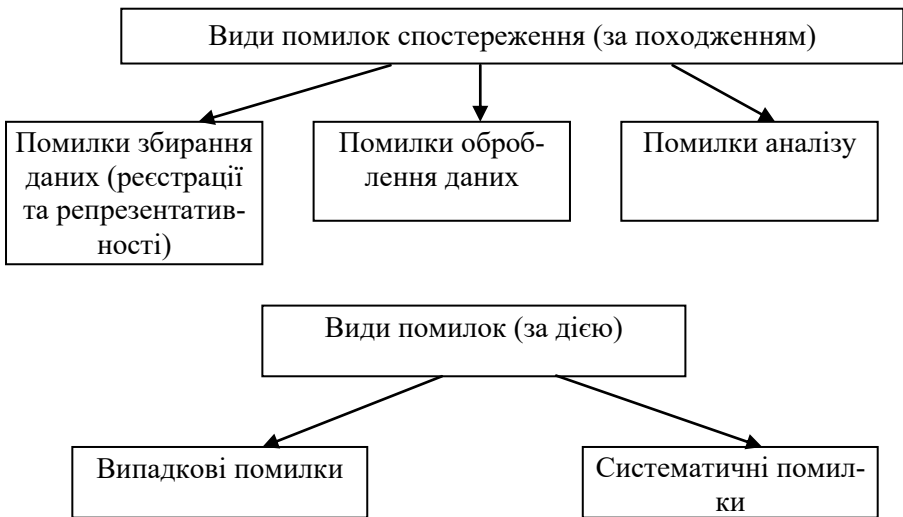 Види помилок спостереження (за походженням)
Помилки збирання
даних (реєстрації
та репрезентатив-
ності)
Помилки оброб-
лення даних
Помилки аналізу
Види помилок (за дією)
Випадкові помилки
Систематичні помил-
ки